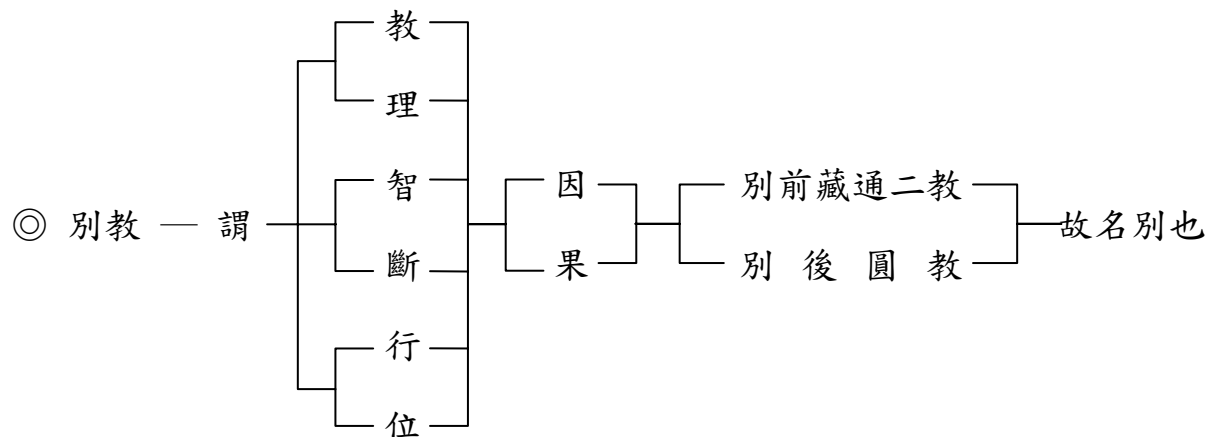 ◎ 別教 — 謂
教
理
智
斷
行
位
因
果
別前藏通二教
別後圓教
故名別也